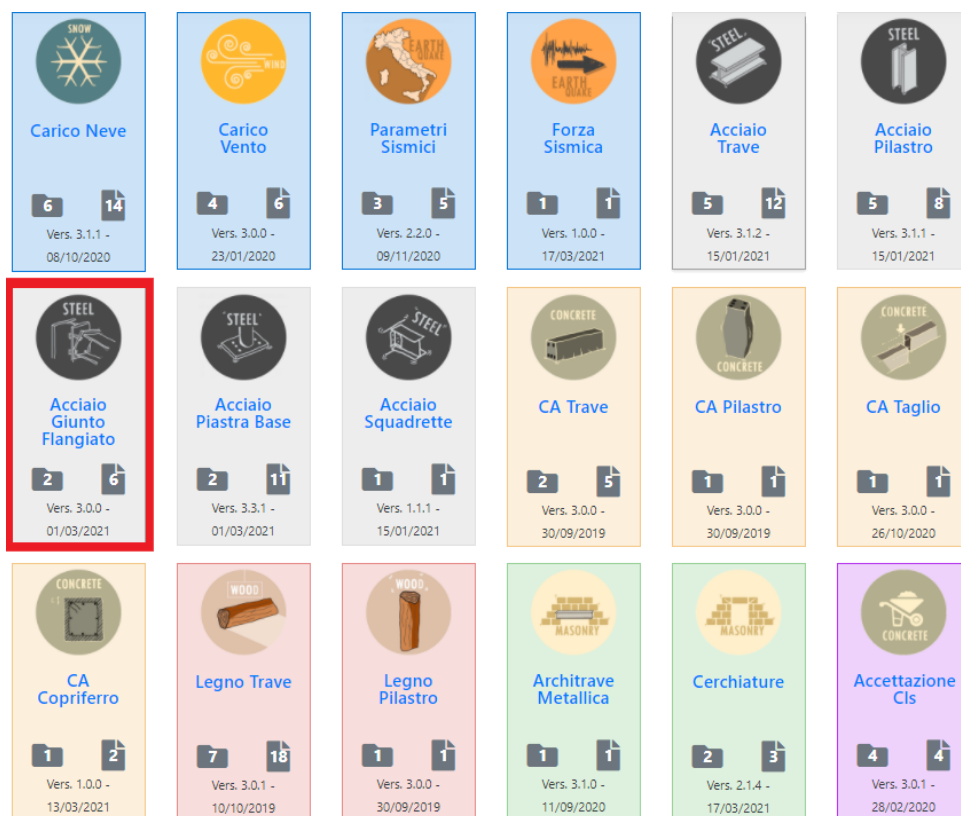 SNOW
Carico Neve
6 14
Vers. 3.1.1 -
08/10/2020
WIND
Carico
Vento
4 6
Vers. 3.0.0 -
23/01/2020
EARTH
QUAKE
Parametri
Sismici
3 5
Vers. 2.2.0 -
09/11/2020
EARTH
QUAKE
Forza
Sismica
1 1
Vers. 1.0.0 -
17/03/2021
"STEEL"
Acciaio
Trave
5 12
Vers. 3.1.2 -
15/01/2021
STEEL
Acciaio
Pilastro
5 8
Vers. 3.1.1 -
15/01/2021
STEEL
Acciaio
Giunto
Flangiato
2 6
Vers. 3.0.0 -
01/03/2021
"STEEL"
Acciaio
Piastra Base
2 11
Vers. 3.3.1 -
01/03/2021
"STEEL"
Acciaio
Squadrette
1 1
Vers. 1.1.1 -
15/01/2021
CONCRETE
CA Trave
2 5
Vers. 3.0.0 -
30/09/2019
CONCRETE
CA Pilastro
1 1
Vers. 3.0.0 -
30/09/2019
CONCRETE
CA Taglio
1 1
Vers. 3.0.0 -
26/10/2020
CONCRETE
CA
Copriferro
1 2
Vers. 1.0.0 -
13/03/2021
WOOD
Legno Trave
7 18
Vers. 3.0.1 -
10/10/2019
"WOOD"
Legno
Pilastro
1 1
Vers. 3.0.0 -
30/09/2019
MASONRY
Architrave
Metallica
1 1
Vers. 3.1.0 -
11/09/2020
MASONRY
Cerchiature
2 3
Vers. 2.1.4 -
17/03/2021
CONCRETE
Accettazione
Cls
4 4
Vers. 3.0.1 -
28/02/2020